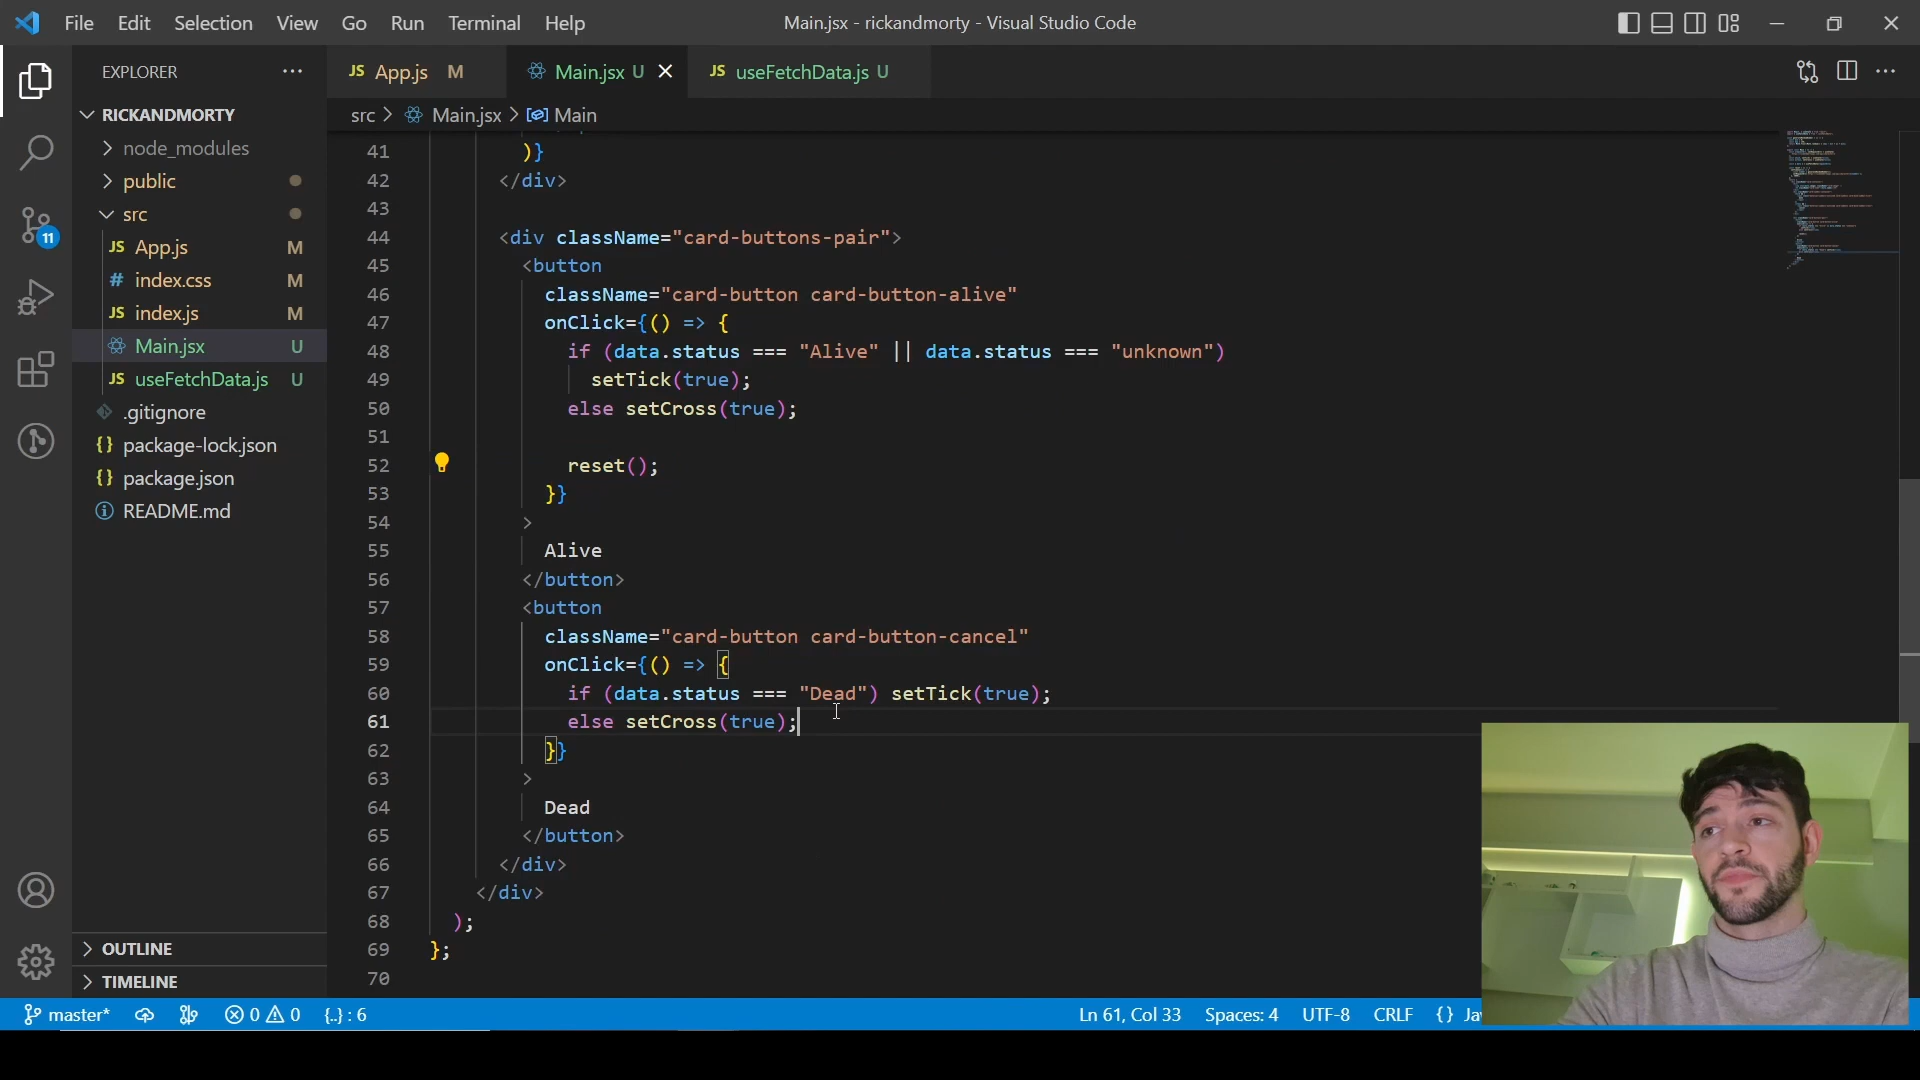 File Edit Selection View Go Run Terminal Help
Main.jsx - rickandmorty - Visual Studio Code
EXPLORER
RICKANDMORTY
node_modules
public
src
JS App.js M
# index.css M
JS index.js M
Main.jsx U
JS useFetchData.js U
.gitignore
{} package-lock.json
{} package.json
README.md
OUTLINE
TIMELINE
11
JS App.js M
Main.jsx U
JS useFetchData.js U
src > Main.jsx > Main
41 )}
42 </div>
43
44 <div className="card-buttons-pair">
45 <button
46 className="card-button card-button-alive"
47 onClick={() => {
48 if (data.status === "Alive" || data.status === "unknown")
49 setTick(true);
50 else setCross(true);
51
52 reset();
53 }}
54 >
55 Alive
56 </button>
57 <button
58 className="card-button card-button-cancel"
59 onClick={() => {
60 if (data.status === "Dead") setTick(true);
61 else setCross(true);
62 }}
63 >
64 Dead
65 </button>
66 </div>
67 </div>
68 );
69 };
70
master* 0 0 {..} : 6
Ln 61, Col 33 Spaces: 4 UTF-8 CRLF {}